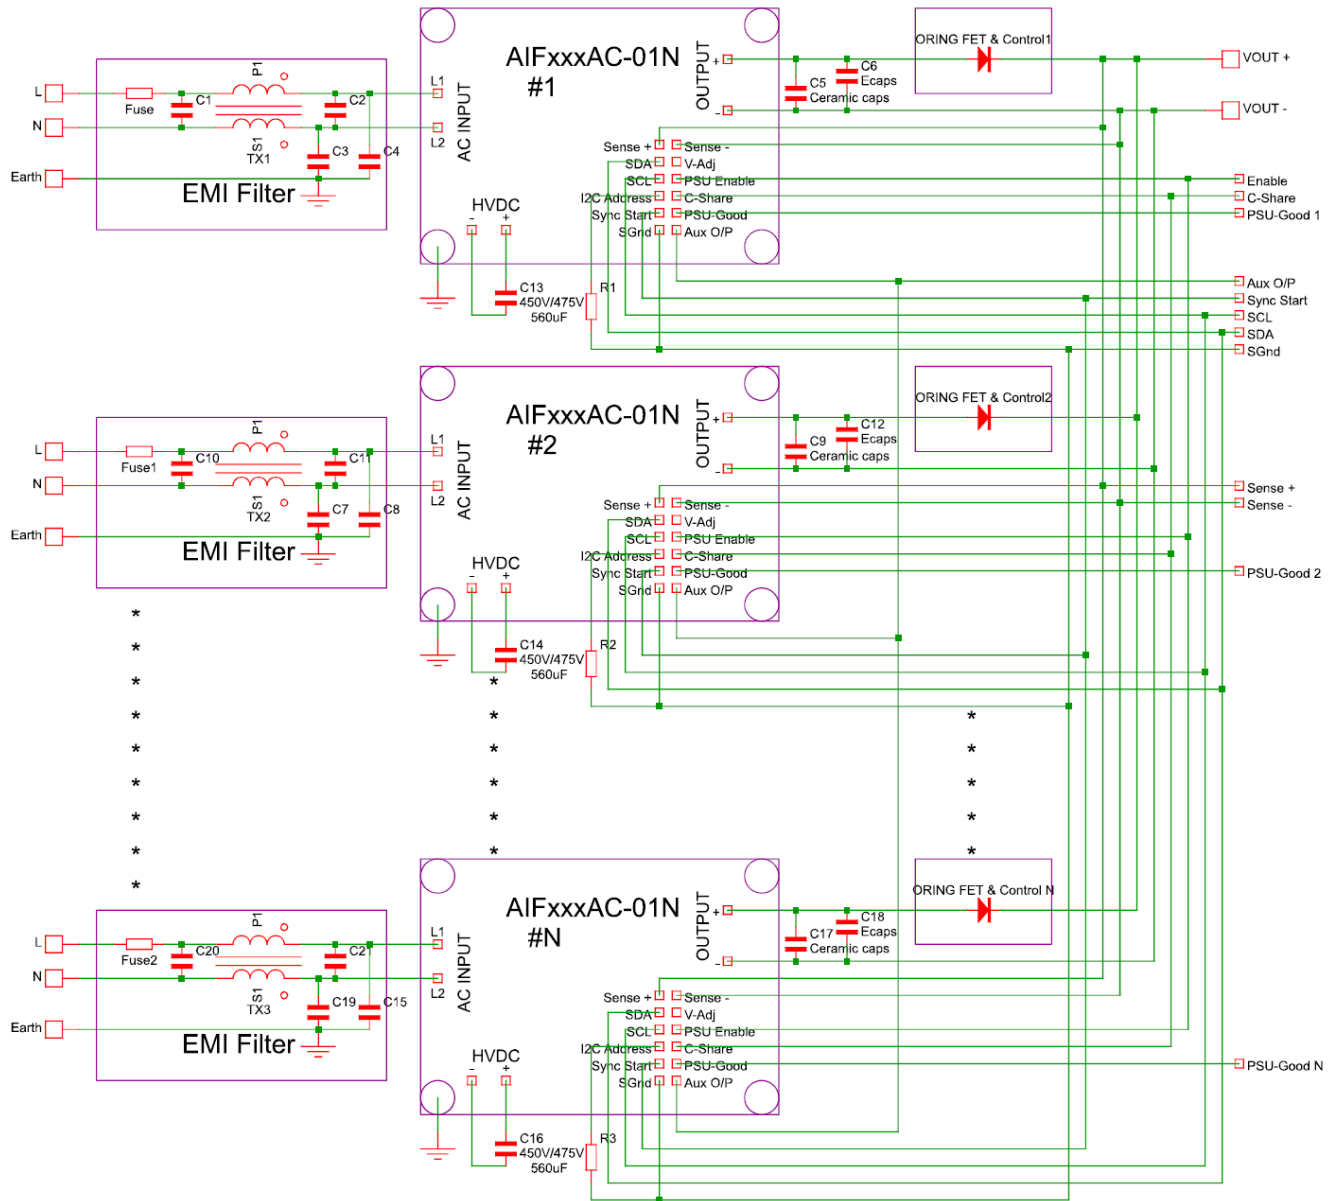 AIFxxxAC-01N
#1
L1
L2
AC INPUT
OUTPUT
+
-
HVDC
-
+
Sense +
Sense -
SDA
V-Adj
SCL
PSU Enable
I2C Address
C-Share
Sync Start
PSU-Good
SGnd
Aux O/P
L
N
Earth
Fuse
C1
P1
S1
TX1
C2
C3
C4
EMI Filter
C13
450V/475V
560uF
R1
C5
Ceramic caps
C6
Ecaps
ORING FET & Control1
VOUT +
VOUT -
Enable
C-Share
PSU-Good 1
Aux O/P
Sync Start
SCL
SDA
SGnd
AIFxxxAC-01N
#2
L1
L2
AC INPUT
OUTPUT
+
-
HVDC
-
+
Sense +
Sense -
SDA
V-Adj
SCL
PSU Enable
I2C Address
C-Share
Sync Start
PSU-Good
SGnd
Aux O/P
L
N
Earth
Fuse1
C10
P1
S1
TX2
C11
C7
C8
EMI Filter
C14
450V/475V
560uF
R2
C9
Ceramic caps
C12
Ecaps
ORING FET & Control2
Sense +
Sense -
PSU-Good 2
AIFxxxAC-01N
#N
L1
L2
AC INPUT
OUTPUT
+
-
HVDC
-
+
Sense +
Sense -
SDA
V-Adj
SCL
PSU Enable
I2C Address
C-Share
Sync Start
PSU-Good
SGnd
Aux O/P
L
N
Earth
Fuse2
C20
P1
S1
TX3
C21
C19
C15
EMI Filter
C16
450V/475V
560uF
R3
C17
Ceramic caps
C18
Ecaps
ORING FET & Control N
PSU-Good N